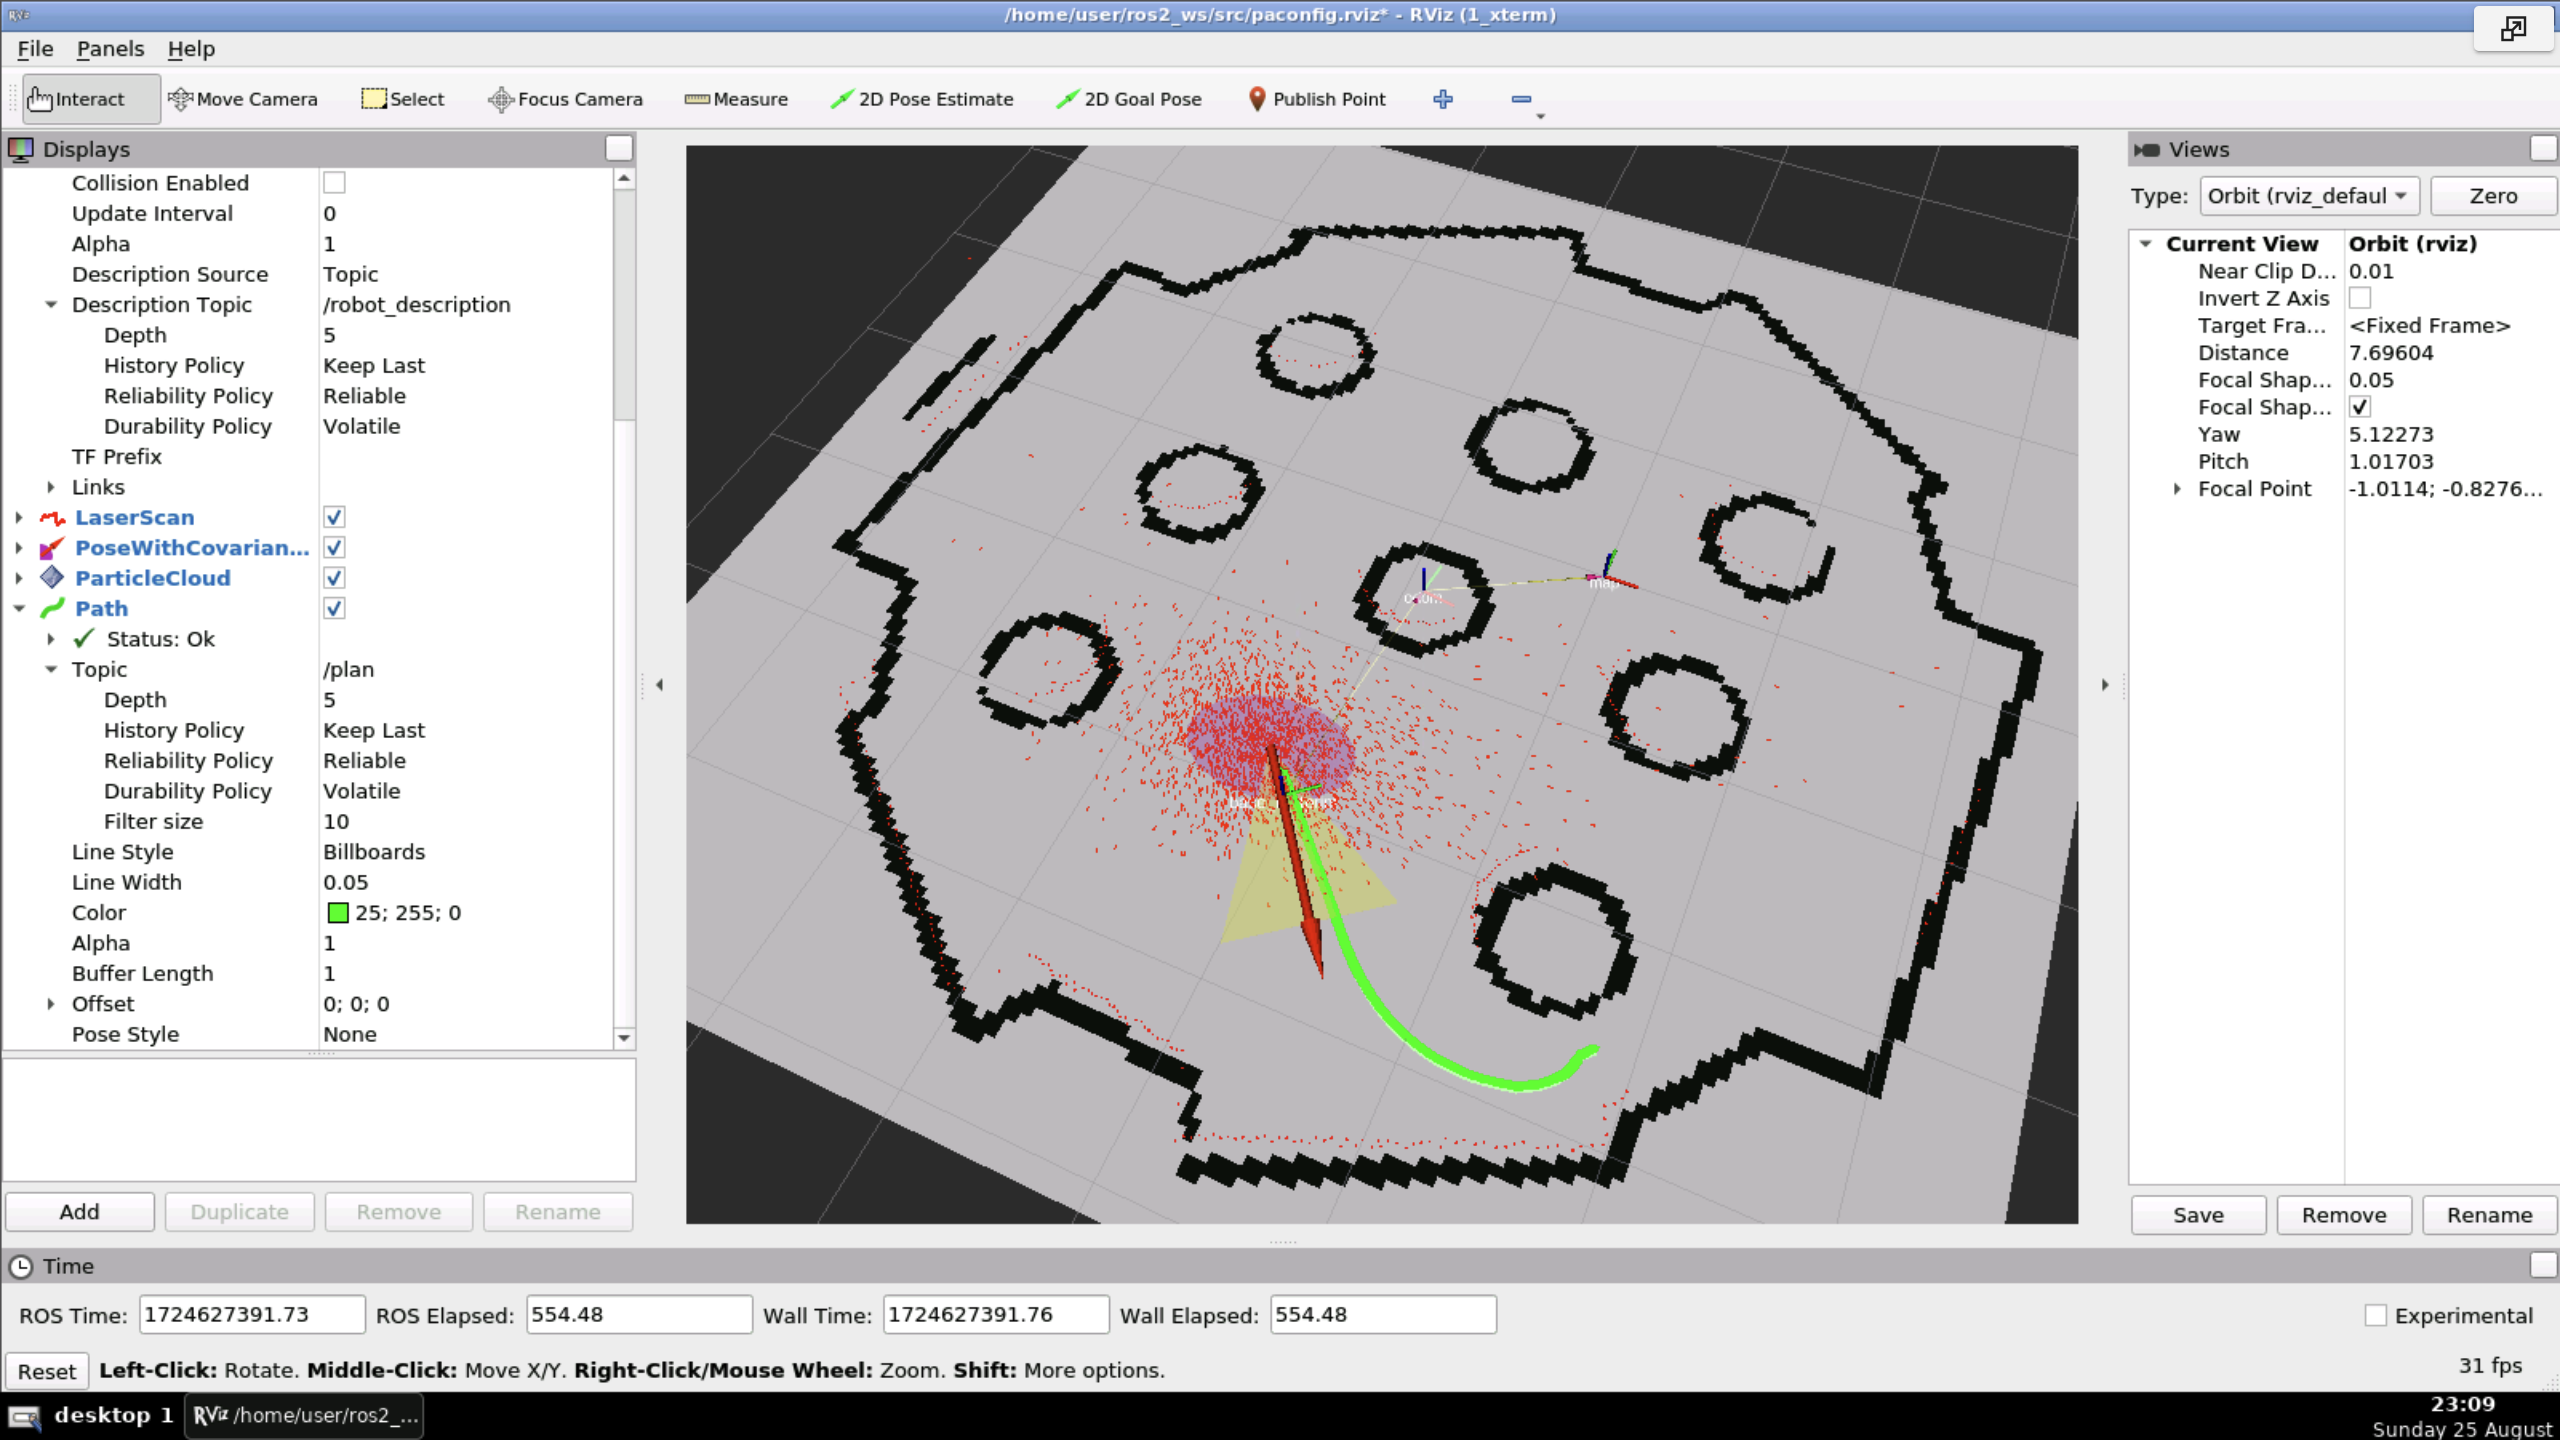 /home/user/ros2_ws/src/paconfig.rviz* - RViz (1_xterm)
File Panels Help
Interact Move Camera Select Focus Camera Measure 2D Pose Estimate 2D Goal Pose Publish Point
Displays
Collision Enabled
Update Interval 0
Alpha 1
Description Source Topic
Description Topic /robot_description
Depth 5
History Policy Keep Last
Reliability Policy Reliable
Durability Policy Volatile
TF Prefix
Links
LaserScan
PoseWithCovarian...
ParticleCloud
Path
Status: Ok
Topic /plan
Depth 5
History Policy Keep Last
Reliability Policy Reliable
Durability Policy Volatile
Filter size 10
Line Style Billboards
Line Width 0.05
Color 25; 255; 0
Alpha 1
Buffer Length 1
Offset 0; 0; 0
Pose Style None
Add Duplicate Remove Rename
map
odom
Views
Type: Orbit (rviz_defaul Zero
Current View Orbit (rviz)
Near Clip D... 0.01
Invert Z Axis
Target Fra... <Fixed Frame>
Distance 7.69604
Focal Shap... 0.05
Focal Shap...
Yaw 5.12273
Pitch 1.01703
Focal Point -1.0114; -0.8276...
Save Remove Rename
Time
ROS Time: 1724627391.73 ROS Elapsed: 554.48 Wall Time: 1724627391.76 Wall Elapsed: 554.48 Experimental
Reset Left-Click: Rotate. Middle-Click: Move X/Y. Right-Click/Mouse Wheel: Zoom. Shift: More options. 31 fps
desktop 1 RViz /home/user/ros2_... 23:09
Sunday 25 August